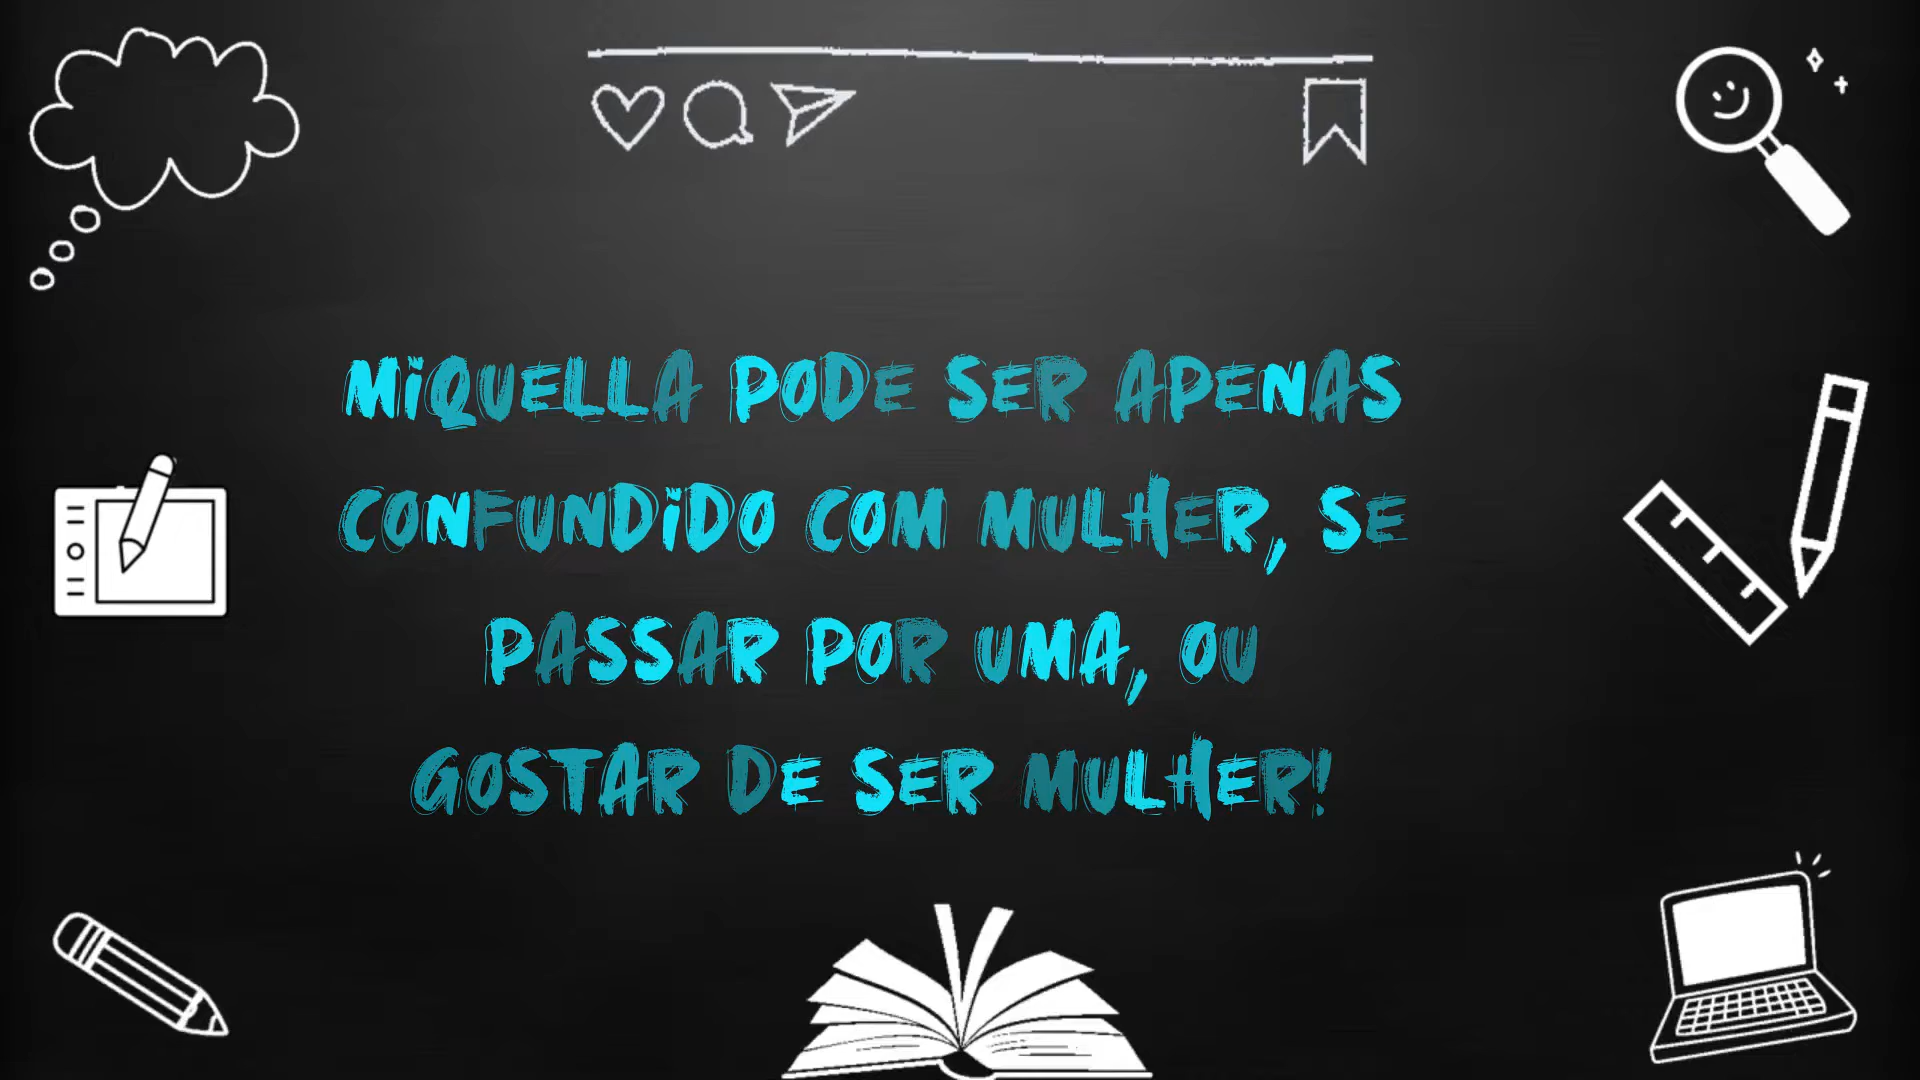 MIQUELLA PODE SER APENAS
CONFUNDIDO COM MULHER, SE
PASSAR POR UMA, OU
GOSTAR DE SER MULHER!